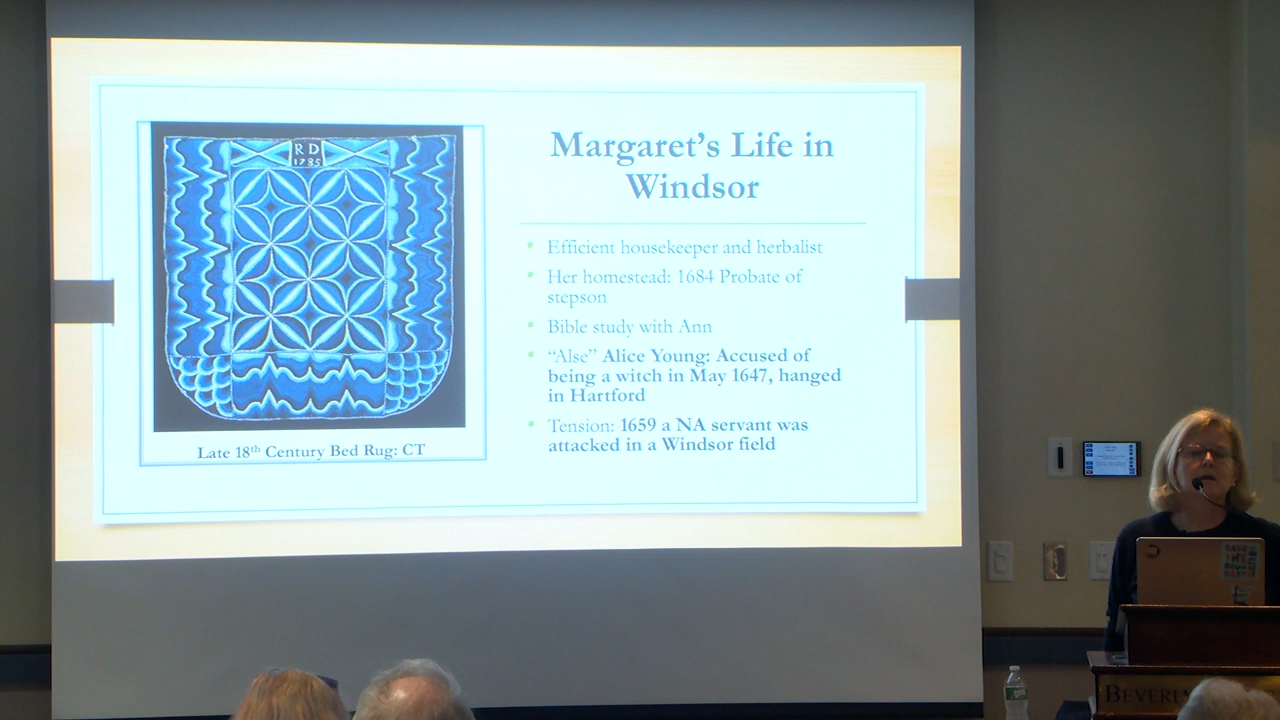 R D
1785
Late 18th Century Bed Rug: CT
Margaret's Life in
Windsor
• Efficient housekeeper and herbalist
• Her homestead: 1684 Probate of
stepson
• Bible study with Ann
• “Alse” Alice Young: Accused of
being a witch in May 1647, hanged
in Hartford
• Tension: 1659 a NA servant was
attacked in a Windsor field